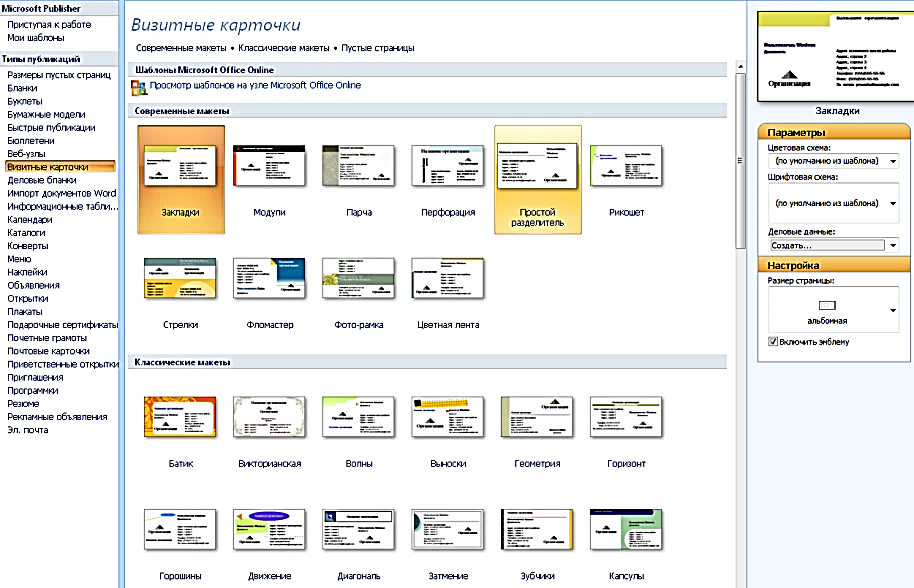 Microsoft Publisher
Приступая к работе
Мои шаблоны
Типы публикаций
Размеры пустых страниц
Бланки
Буклеты
Бумажные модели
Быстрые публикации
Бюллетени
Веб-узлы
Визитные карточки
Деловые бланки
Импорт документов Word
Информационные табли...
Календари
Каталоги
Конверты
Меню
Наклейки
Объявления
Открытки
Плакаты
Подарочные сертификаты
Почетные грамоты
Почтовые карточки
Приветственные открытки
Приглашения
Программки
Резюме
Рекламные объявления
Эл. почта
Визитные карточки
Современные макеты • Классические макеты • Пустые страницы
Шаблоны Microsoft Office Online
Просмотр шаблонов на узле Microsoft Office Online
Современные макеты
Закладки Модули Парча Перфорация Простой разделитель Рикошет
Стрелки Фломастер Фото-рамка Цветная лента
Классические макеты
Батик Викторианская Волны Выноски Геометрия Горизонт
Горошины Движение Диагональ Затмение Зубчики Капсулы
Организация
Закладки
Параметры
Цветовая схема:
(по умолчанию из шаблона)
Шрифтовая схема:
(по умолчанию из шаблона)
Деловые данные:
Создать...
Настройка
Размер страницы:
альбомная
Включить эмблему